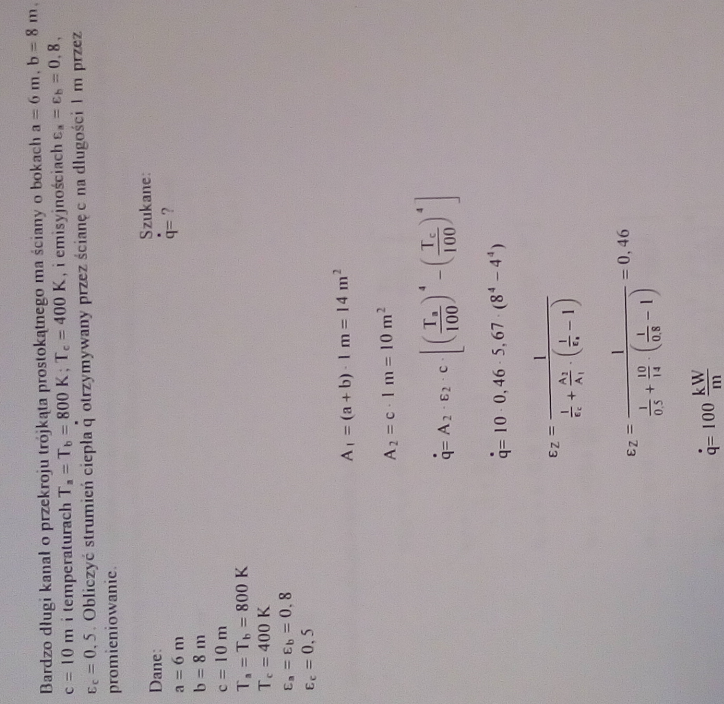 Bardzo długi kanał o przekroju trójkąta prostokątnego ma ściany o bokach a = 6 m, b = 8 m,
c = 10 m i temperaturach Tₐ = T_b = 800 K; T_c = 400 K, i emisyjnościach εₐ = ε_b = 0,8,
ε_c = 0,5. Obliczyć strumień ciepła q̇ otrzymywany przez ścianę c na długości 1 m przez
promieniowanie.
Dane:
a = 6 m
b = 8 m
c = 10 m
Tₐ = T_b = 800 K
T_c = 400 K
εₐ = ε_b = 0,8
ε_c = 0,5
Szukane:
q̇ = ?
A₁ = (a + b) · 1 m = 14 m²
A₂ = c · 1 m = 10 m²
q̇ = A₂ · ε₂ · c · [(Tₐ/100)⁴ − (T_c/100)⁴]
q̇ = 10 · 0,46 · 5,67 · (8⁴ − 4⁴)
ε_Z = 1 / (1/ε_c + A₂/A₁ · (1/εₐ − 1))
ε_Z = 1 / (1/0,5 + 10/14 · (1/0,8 − 1)) = 0,46
q̇ = 100 kW/m